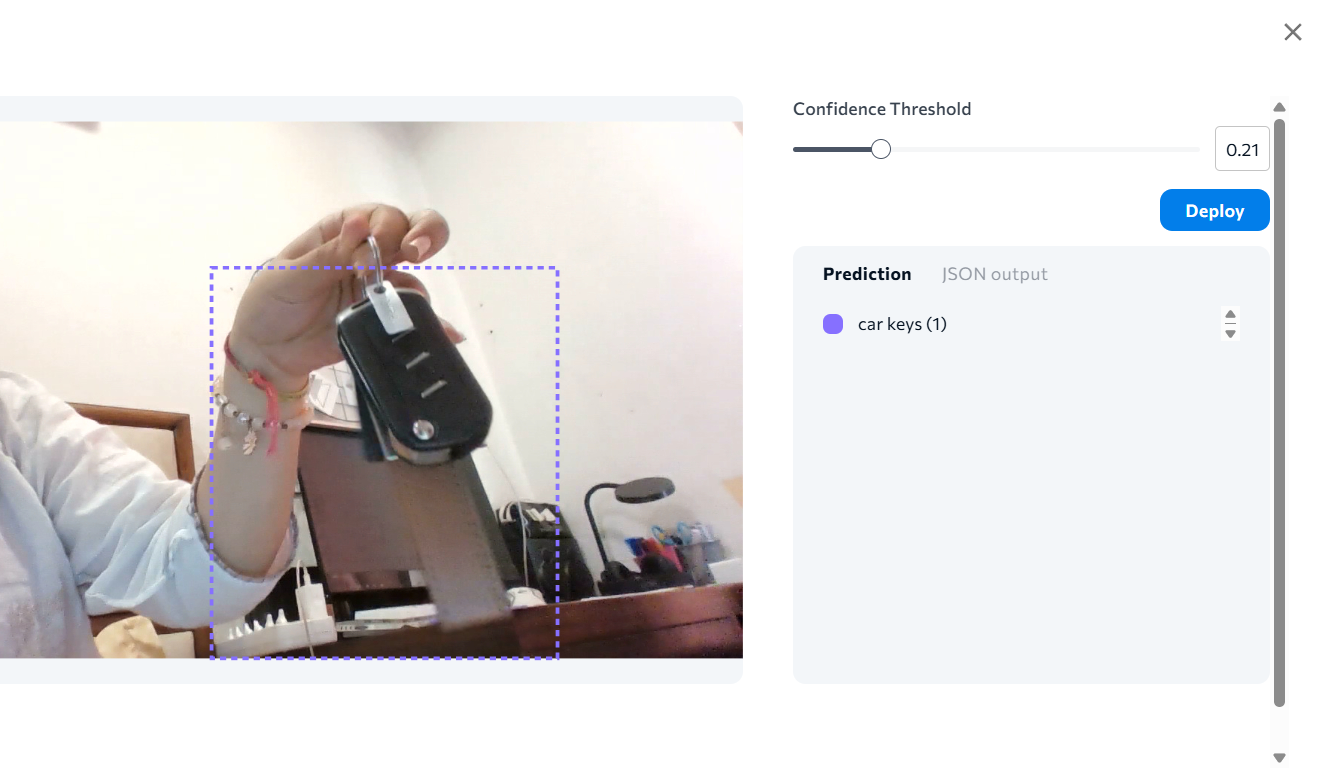 Confidence Threshold
0.21
Deploy
Prediction JSON output
car keys (1)